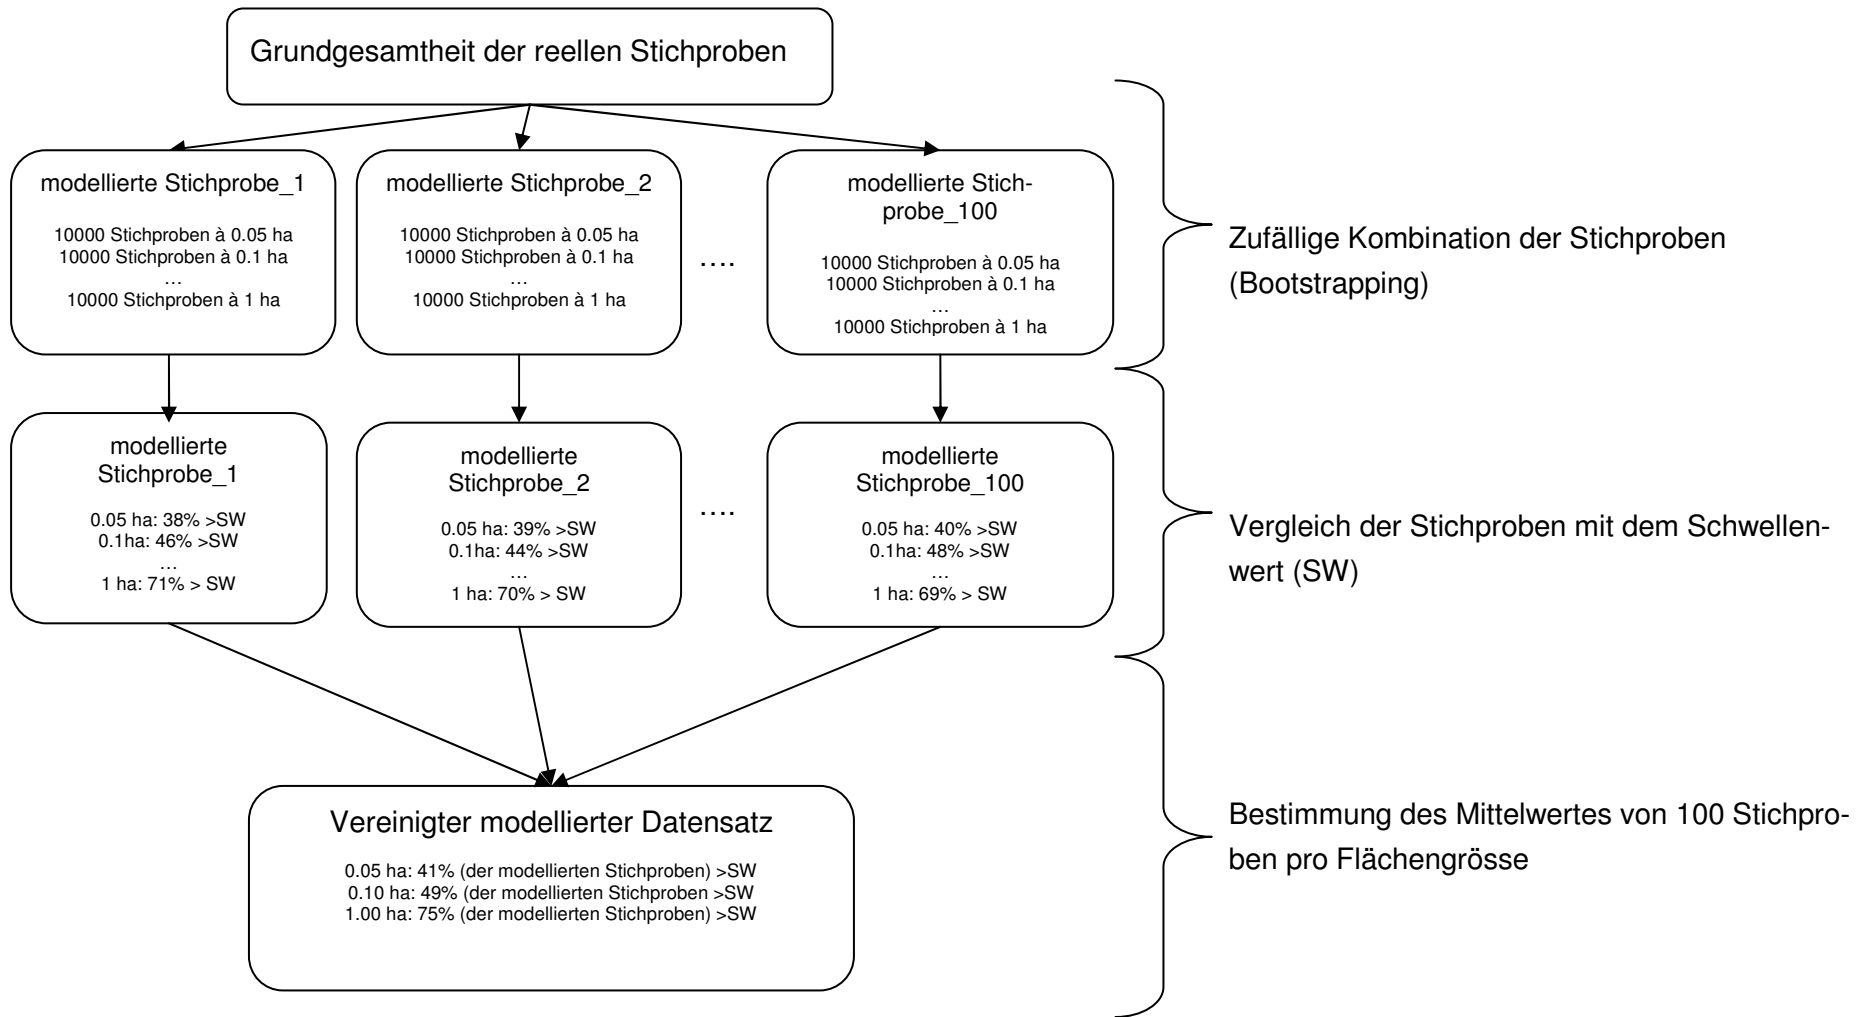 Grundgesamtheit der reellen Stichproben
modellierte Stichprobe_1
10000 Stichproben à 0.05 ha
10000 Stichproben à 0.1 ha
…
10000 Stichproben à 1 ha
modellierte Stichprobe_2
10000 Stichproben à 0.05 ha
10000 Stichproben à 0.1 ha
…
10000 Stichproben à 1 ha
….
modellierte Stich-
probe_100
10000 Stichproben à 0.05 ha
10000 Stichproben à 0.1 ha
…
10000 Stichproben à 1 ha
Zufällige Kombination der Stichproben
(Bootstrapping)
modellierte
Stichprobe_1
0.05 ha: 38% >SW
0.1ha: 46% >SW
…
1 ha: 71% > SW
modellierte
Stichprobe_2
0.05 ha: 39% >SW
0.1ha: 44% >SW
…
1 ha: 70% > SW
….
modellierte
Stichprobe_100
0.05 ha: 40% >SW
0.1ha: 48% >SW
…
1 ha: 69% > SW
Vergleich der Stichproben mit dem Schwellen-
wert (SW)
Vereinigter modellierter Datensatz
0.05 ha: 41% (der modellierten Stichproben) >SW
0.10 ha: 49% (der modellierten Stichproben >SW
1.00 ha: 75% (der modellierten Stichproben) >SW
Bestimmung des Mittelwertes von 100 Stichpro-
ben pro Flächengrösse